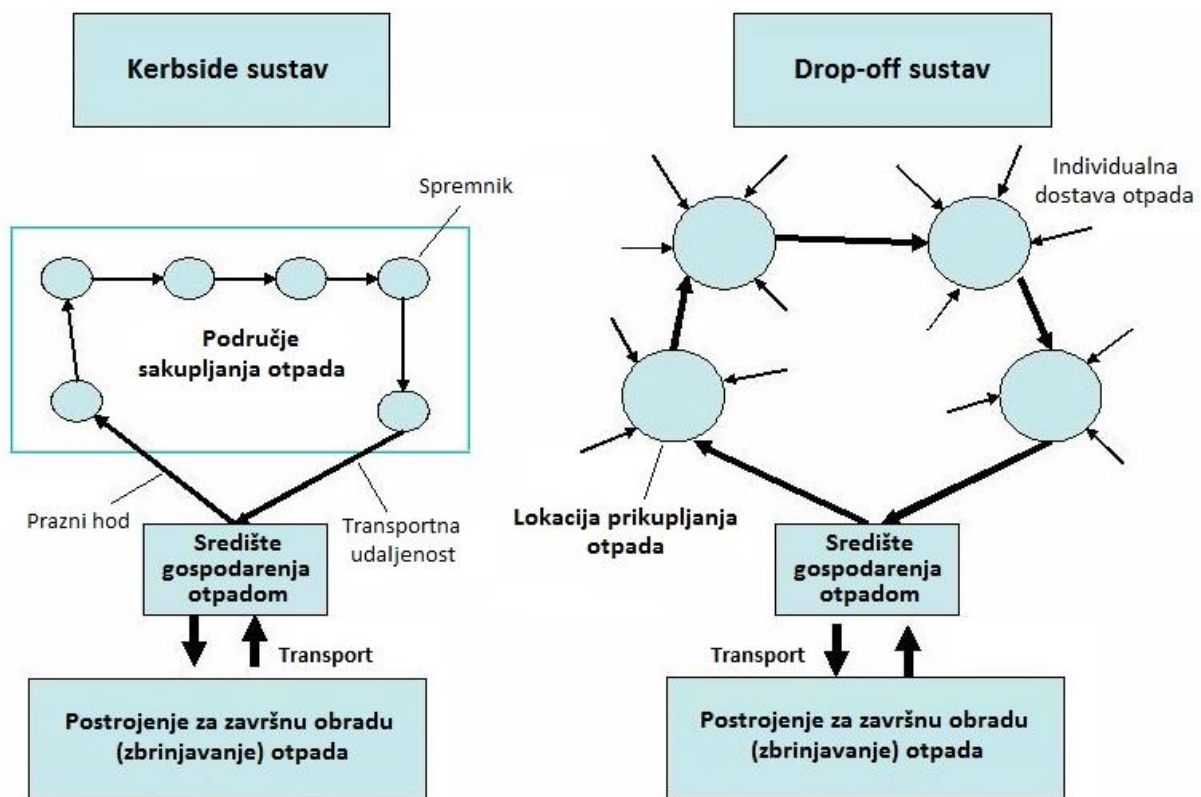 Kerbside sustav
Spremnik
Područje
sakupljanja otpada
Prazni hod
Transportna
udaljenost
Središte
gospodarenja
otpadom
Transport
Postrojenje za završnu obradu
(zbrinjavanje) otpada
Drop-off sustav
Individualna
dostava otpada
Lokacija prikupljanja
otpada
Središte
gospodarenja
otpadom
Transport
Postrojenje za završnu obradu
(zbrinjavanje) otpada